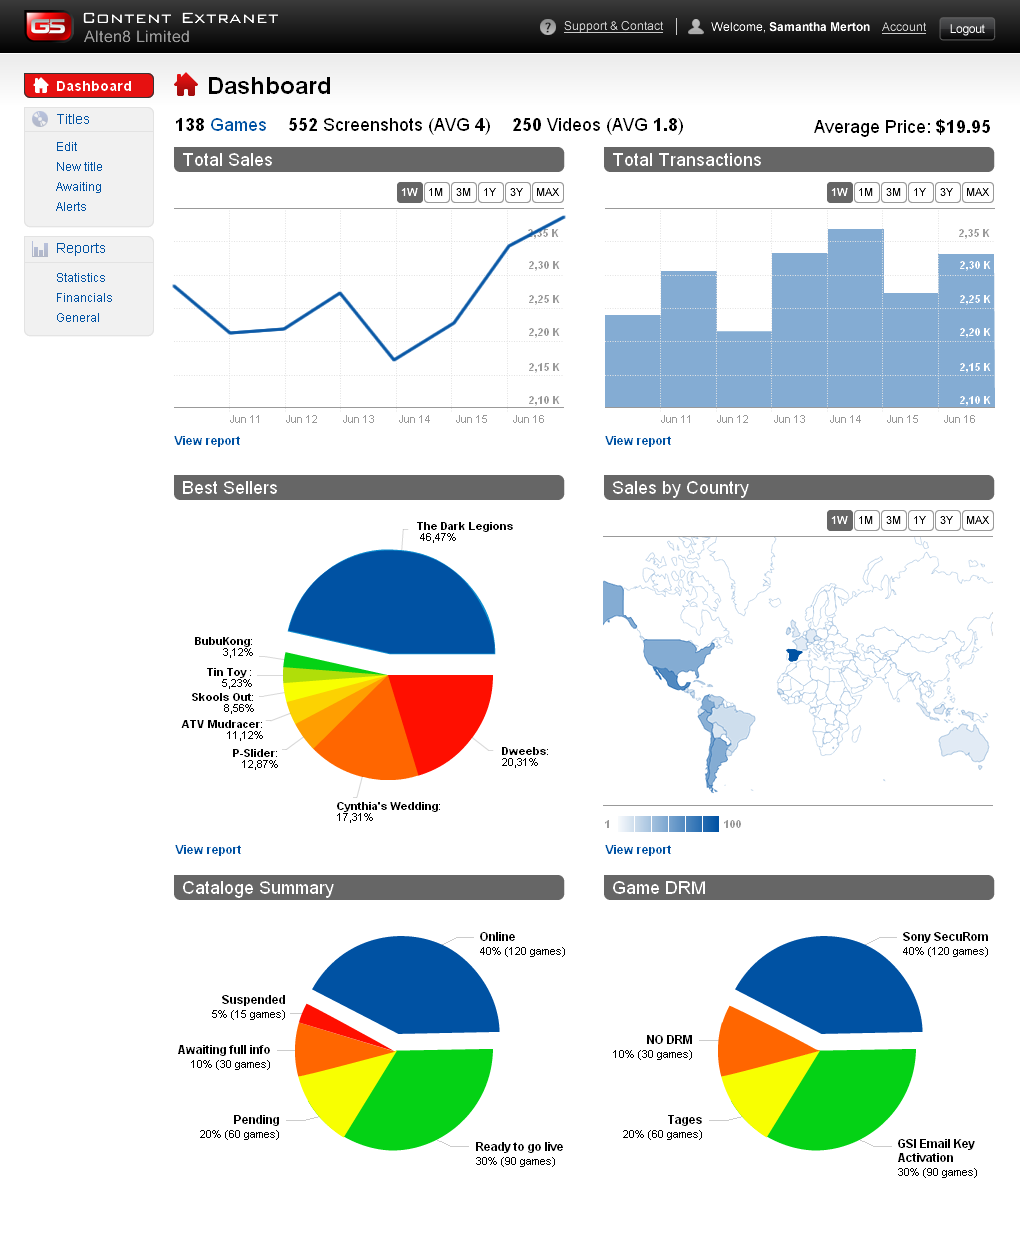 GS
CONTENT EXTRANET
Alten8 Limited
? Support & Contact
Welcome, Samantha Merton
Account
Logout
Dashboard
Titles
Edit
New title
Awaiting
Alerts
Reports
Statistics
Financials
General
Dashboard
138 Games 552 Screenshots (AVG 4) 250 Videos (AVG 1.8)
Average Price: $19.95
Total Sales
1W 1M 3M 1Y 3Y MAX
2,35 K
2,30 K
2,25 K
2,20 K
2,15 K
2,10 K
Jun 11 Jun 12 Jun 13 Jun 14 Jun 15 Jun 16
View report
Total Transactions
1W 1M 3M 1Y 3Y MAX
2,35 K
2,30 K
2,25 K
2,20 K
2,15 K
2,10 K
Jun 11 Jun 12 Jun 13 Jun 14 Jun 15 Jun 16
View report
Best Sellers
The Dark Legions
46,47%
BubuKong:
3,12%
Tin Toy :
5,23%
Skools Out:
8,56%
ATV Mudracer:
11,12%
P-Slider:
12,87%
Cynthia's Wedding:
17,31%
Dweebs:
20,31%
View report
Sales by Country
1W 1M 3M 1Y 3Y MAX
1 100
View report
Cataloge Summary
Online
40% (120 games)
Suspended
5% (15 games)
Awaiting full info
10% (30 games)
Pending
20% (60 games)
Ready to go live
30% (90 games)
Game DRM
Sony SecuRom
40% (120 games)
NO DRM
10% (30 games)
Tages
20% (60 games)
GSI Email Key
Activation
30% (90 games)